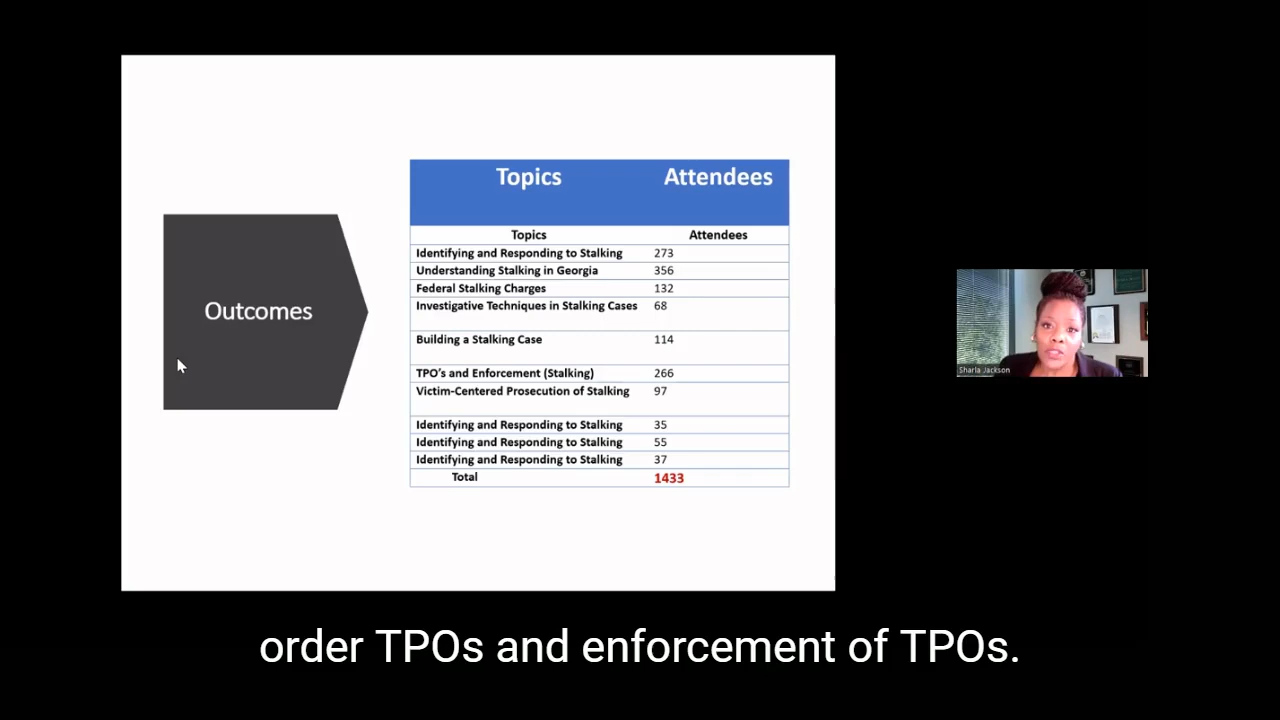 Outcomes
Topics Attendees
Topics Attendees
Identifying and Responding to Stalking 273
Understanding Stalking in Georgia 356
Federal Stalking Charges 132
Investigative Techniques in Stalking Cases 68
Building a Stalking Case 114
TPO's and Enforcement (Stalking) 266
Victim-Centered Prosecution of Stalking 97
Identifying and Responding to Stalking 35
Identifying and Responding to Stalking 55
Identifying and Responding to Stalking 37
Total 1433
Sharla Jackson
order TPOs and enforcement of TPOs.